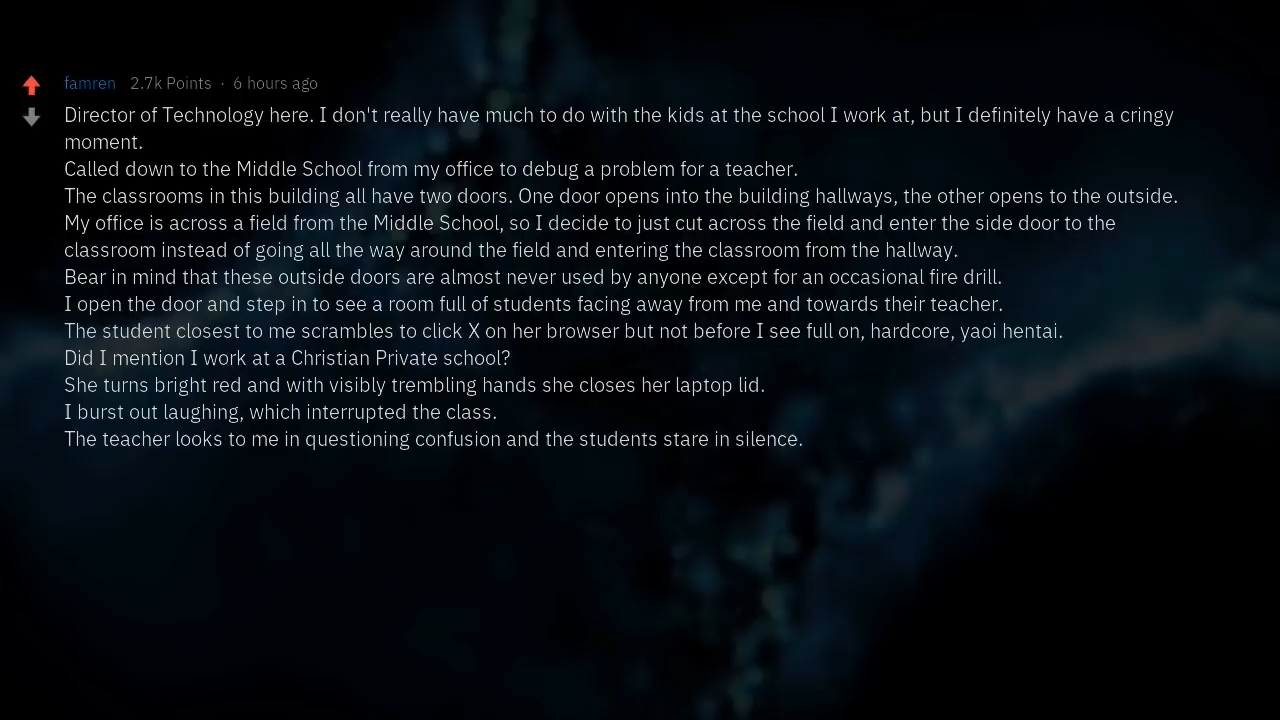 famren 2.7k Points · 6 hours ago
Director of Technology here. I don't really have much to do with the kids at the school I work at, but I definitely have a cringy
moment.
Called down to the Middle School from my office to debug a problem for a teacher.
The classrooms in this building all have two doors. One door opens into the building hallways, the other opens to the outside.
My office is across a field from the Middle School, so I decide to just cut across the field and enter the side door to the
classroom instead of going all the way around the field and entering the classroom from the hallway.
Bear in mind that these outside doors are almost never used by anyone except for an occasional fire drill.
I open the door and step in to see a room full of students facing away from me and towards their teacher.
The student closest to me scrambles to click X on her browser but not before I see full on, hardcore, yaoi hentai.
Did I mention I work at a Christian Private school?
She turns bright red and with visibly trembling hands she closes her laptop lid.
I burst out laughing, which interrupted the class.
The teacher looks to me in questioning confusion and the students stare in silence.